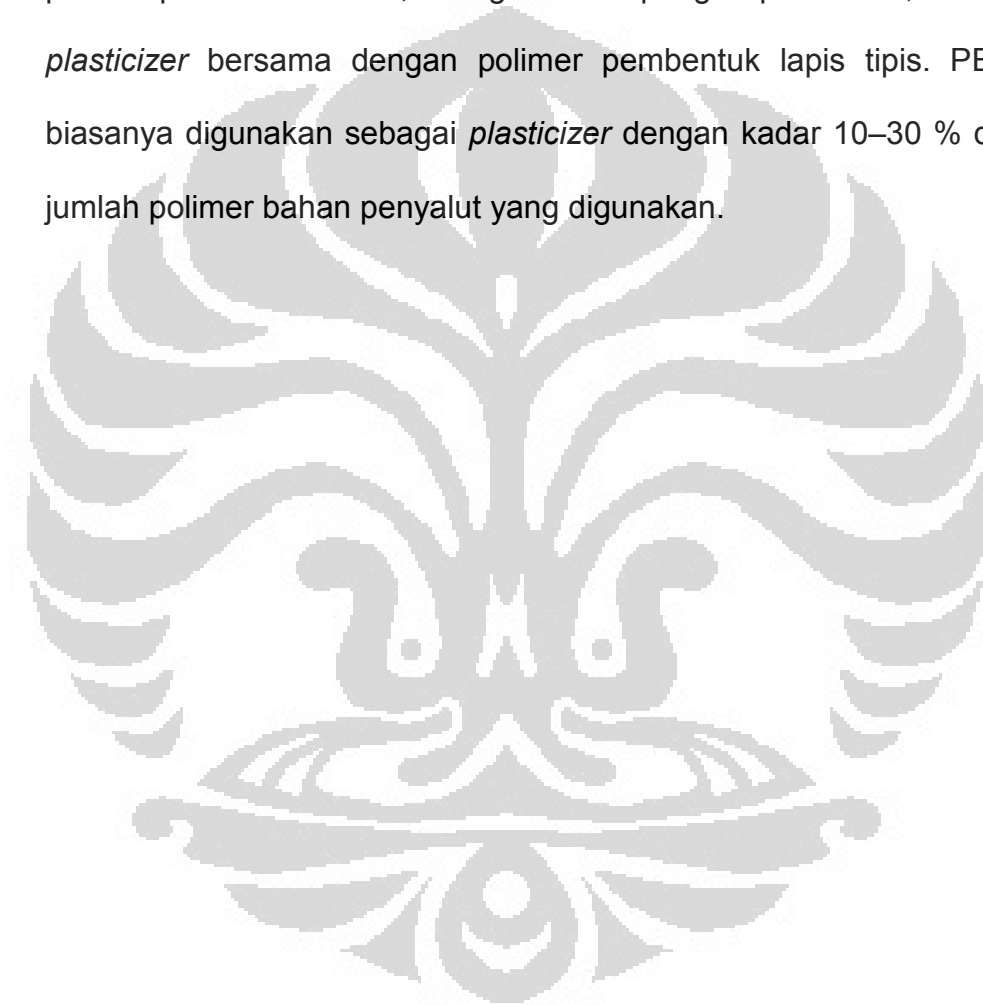 plasticizer bersama dengan polimer pembentuk lapis tipis.
biasanya digunakan sebagai plasticizer dengan kadar 10–30 %
jumlah polimer bahan penyalut yang digunakan.